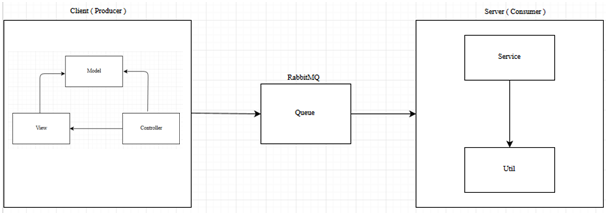 Client ( Producer )
Server ( Consumer )
Model
View
Controller
RabbitMQ
Queue
Service
Util